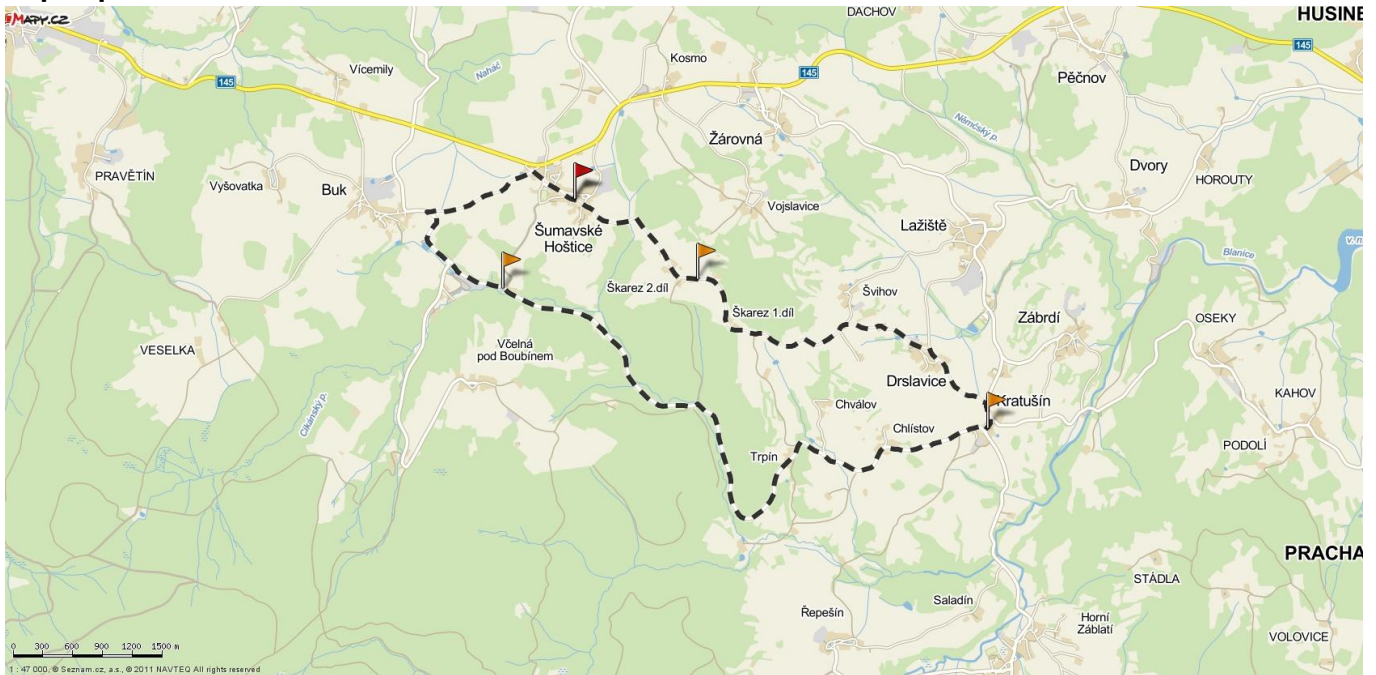 DACHOV
HUSINE
Mapy.cz
145
Kosmo
145
Vícemily
Naháč
145
Pěčnov
Němčský p.
Žárovná
PRAVĚTÍN
Vyšovatka
Buk
Dvory
HOROUTY
Vojslavice
Lažiště
Šumavské
Hoštice
Blanice
v. n
Škarez 2.díl
Švihov
Škarez 1.díl
Zábrdí
OSEKY
VESELKA
Včelná
pod Boubínem
Drslavice
Kratušín
KAHOV
Cikánský p.
Chválov
Chlístov
PODOLÍ
Trpín
PRACHA
STÁDLA
Saladín
Řepešín
Horní
Záblatí
VOLOVICE
0 300 600 900 1200 1500 m
1 : 47 000, © Seznam.cz, a.s., © 2011 NAVTEQ All rights reserved